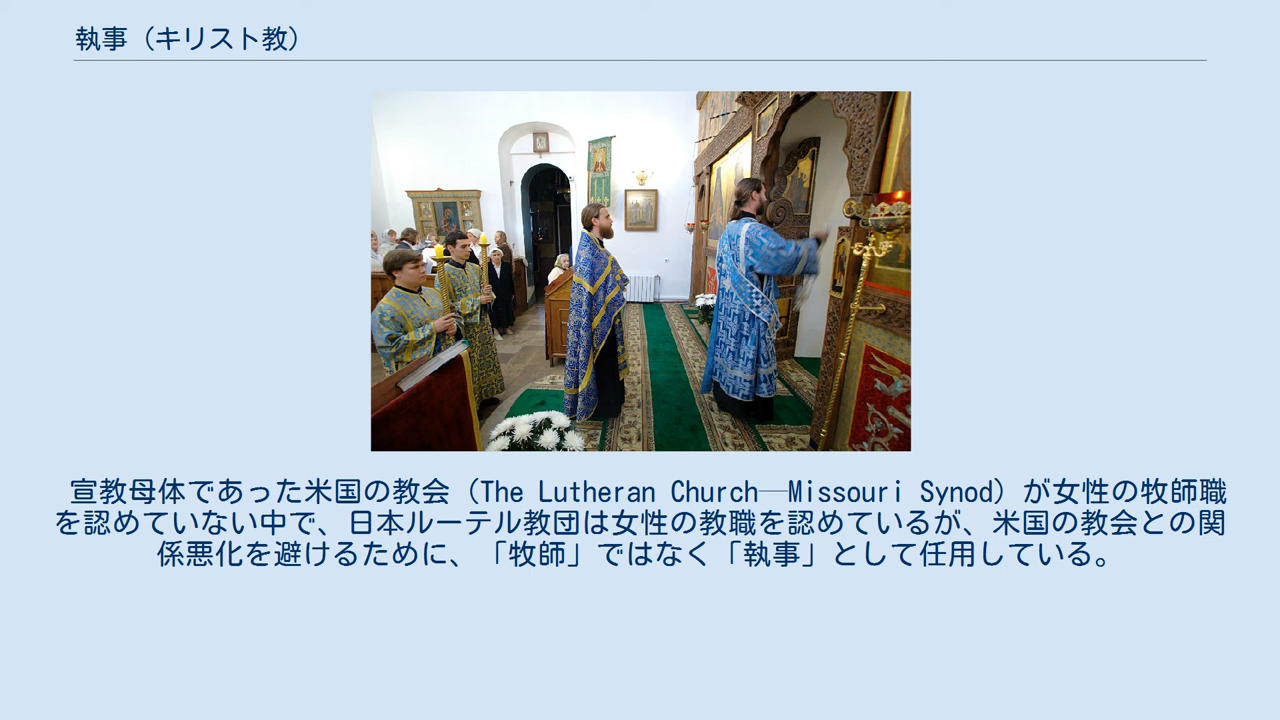 執事（キリスト教）
宣教母体であった米国の教会（The Lutheran Church—Missouri Synod）が女性の牧師職
を認めていない中で、日本ルーテル教団は女性の教職を認めているが、米国の教会との関
係悪化を避けるために、「牧師」ではなく「執事」として任用している。